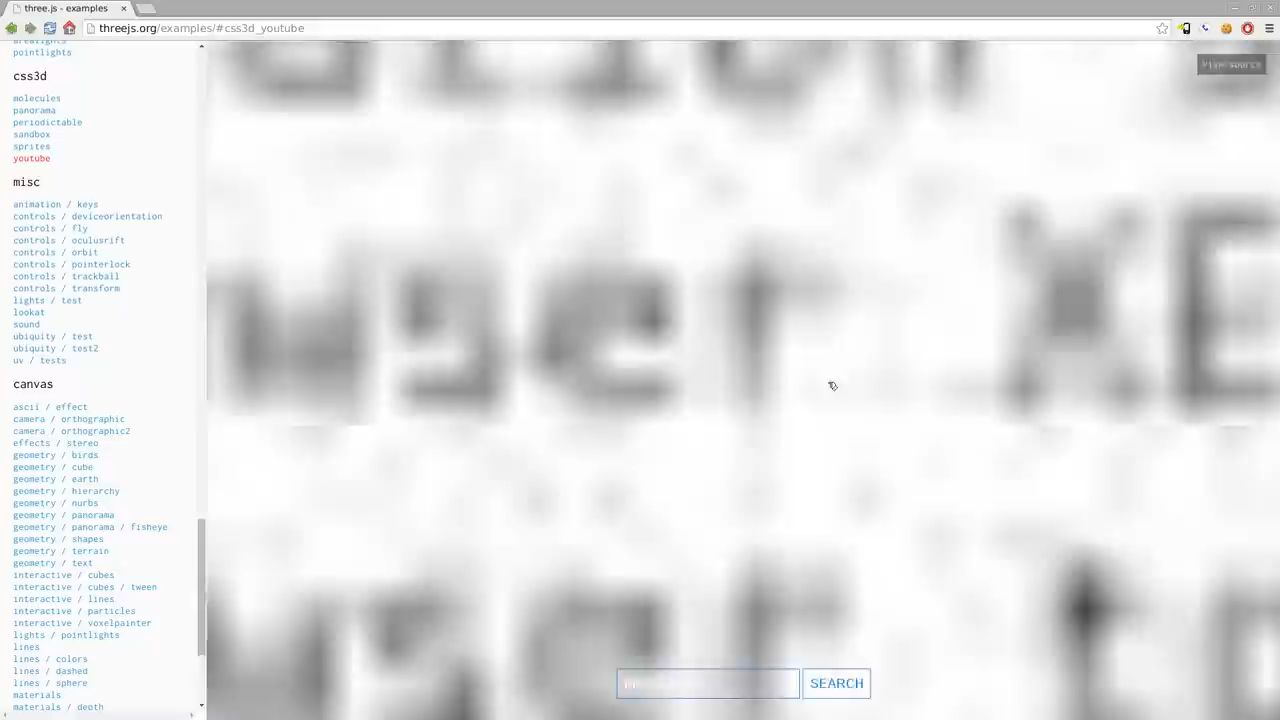 three.js - examples
threejs.org/examples/#css3d_youtube
pointlights
css3d
molecules
panorama
periodictable
sandbox
sprites
youtube
misc
animation / keys
controls / deviceorientation
controls / fly
controls / oculusrift
controls / orbit
controls / pointerlock
controls / trackball
controls / transform
lights / test
lookat
sound
ubiquity / test
ubiquity / test2
uv / tests
canvas
ascii / effect
camera / orthographic
camera / orthographic2
effects / stereo
geometry / birds
geometry / cube
geometry / earth
geometry / hierarchy
geometry / nurbs
geometry / panorama
geometry / panorama / fisheye
geometry / shapes
geometry / terrain
geometry / text
interactive / cubes
interactive / cubes / tween
interactive / lines
interactive / particles
interactive / voxelpainter
lights / pointlights
lines
lines / colors
lines / dashed
lines / sphere
materials
materials / depth
View source
SEARCH